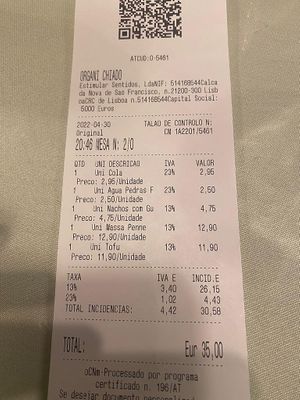 ATCUD:0-5461
ORGANI CHIADO
Estimular Sentidos, LdaNIF: 514168544Calca
da Nova de Sao Francisco, n.21200-300 Lisb
oaCRC de Lisboa n.514168544Capital Social:
5000 Euros
2022-04-30 TALAO DE CONTROLO N:
Original CM 1A2201/5461
20:46 MESA N: 2/0
QTD UNI DESCRICAO IVA VALOR
1 Uni Cola 23% 2,95
Preco: 2,95/Unidade
1 Uni Agua Pedras F 23% 2,50
Preco: 2,50/Unidade
1 Uni Nachos com Gu 13% 4,75
Preco: 4,75/Unidade
1 Uni Massa Penne 13% 12,90
Preco: 12,90/Unidade
1 Uni Tofu 13% 11,90
Preco: 11,90/Unidade
TAXA IVA E INCID.E
13% 3,40 26,15
23% 1,02 4,43
TOTAL INCIDENCIAS: 4,42 30,58
TOTAL: Eur 35,00
oCNm-Processado por programa
certificado n. 196/AT
Se desejar documento